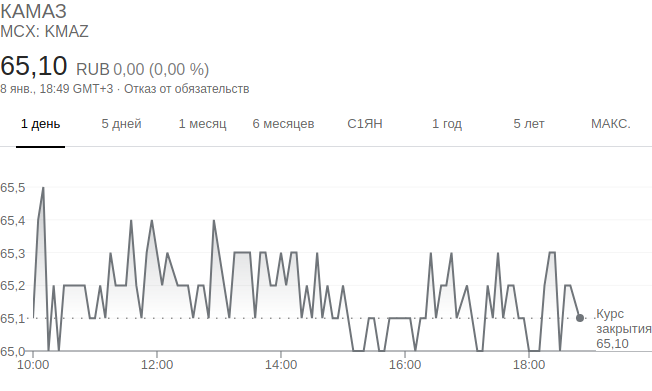 КАМАЗ
MCX: KMAZ
65,10 RUB 0,00 (0,00 %)
8 янв., 18:49 GMT+3 · Отказ от обязательств
1 день 5 дней 1 месяц 6 месяцев С1ЯН 1 год 5 лет МАКС.
65,5
65,4
65,3
65,2
65,1
65,0
Курс
закрытия
65,10
10:00 12:00 14:00 16:00 18:00